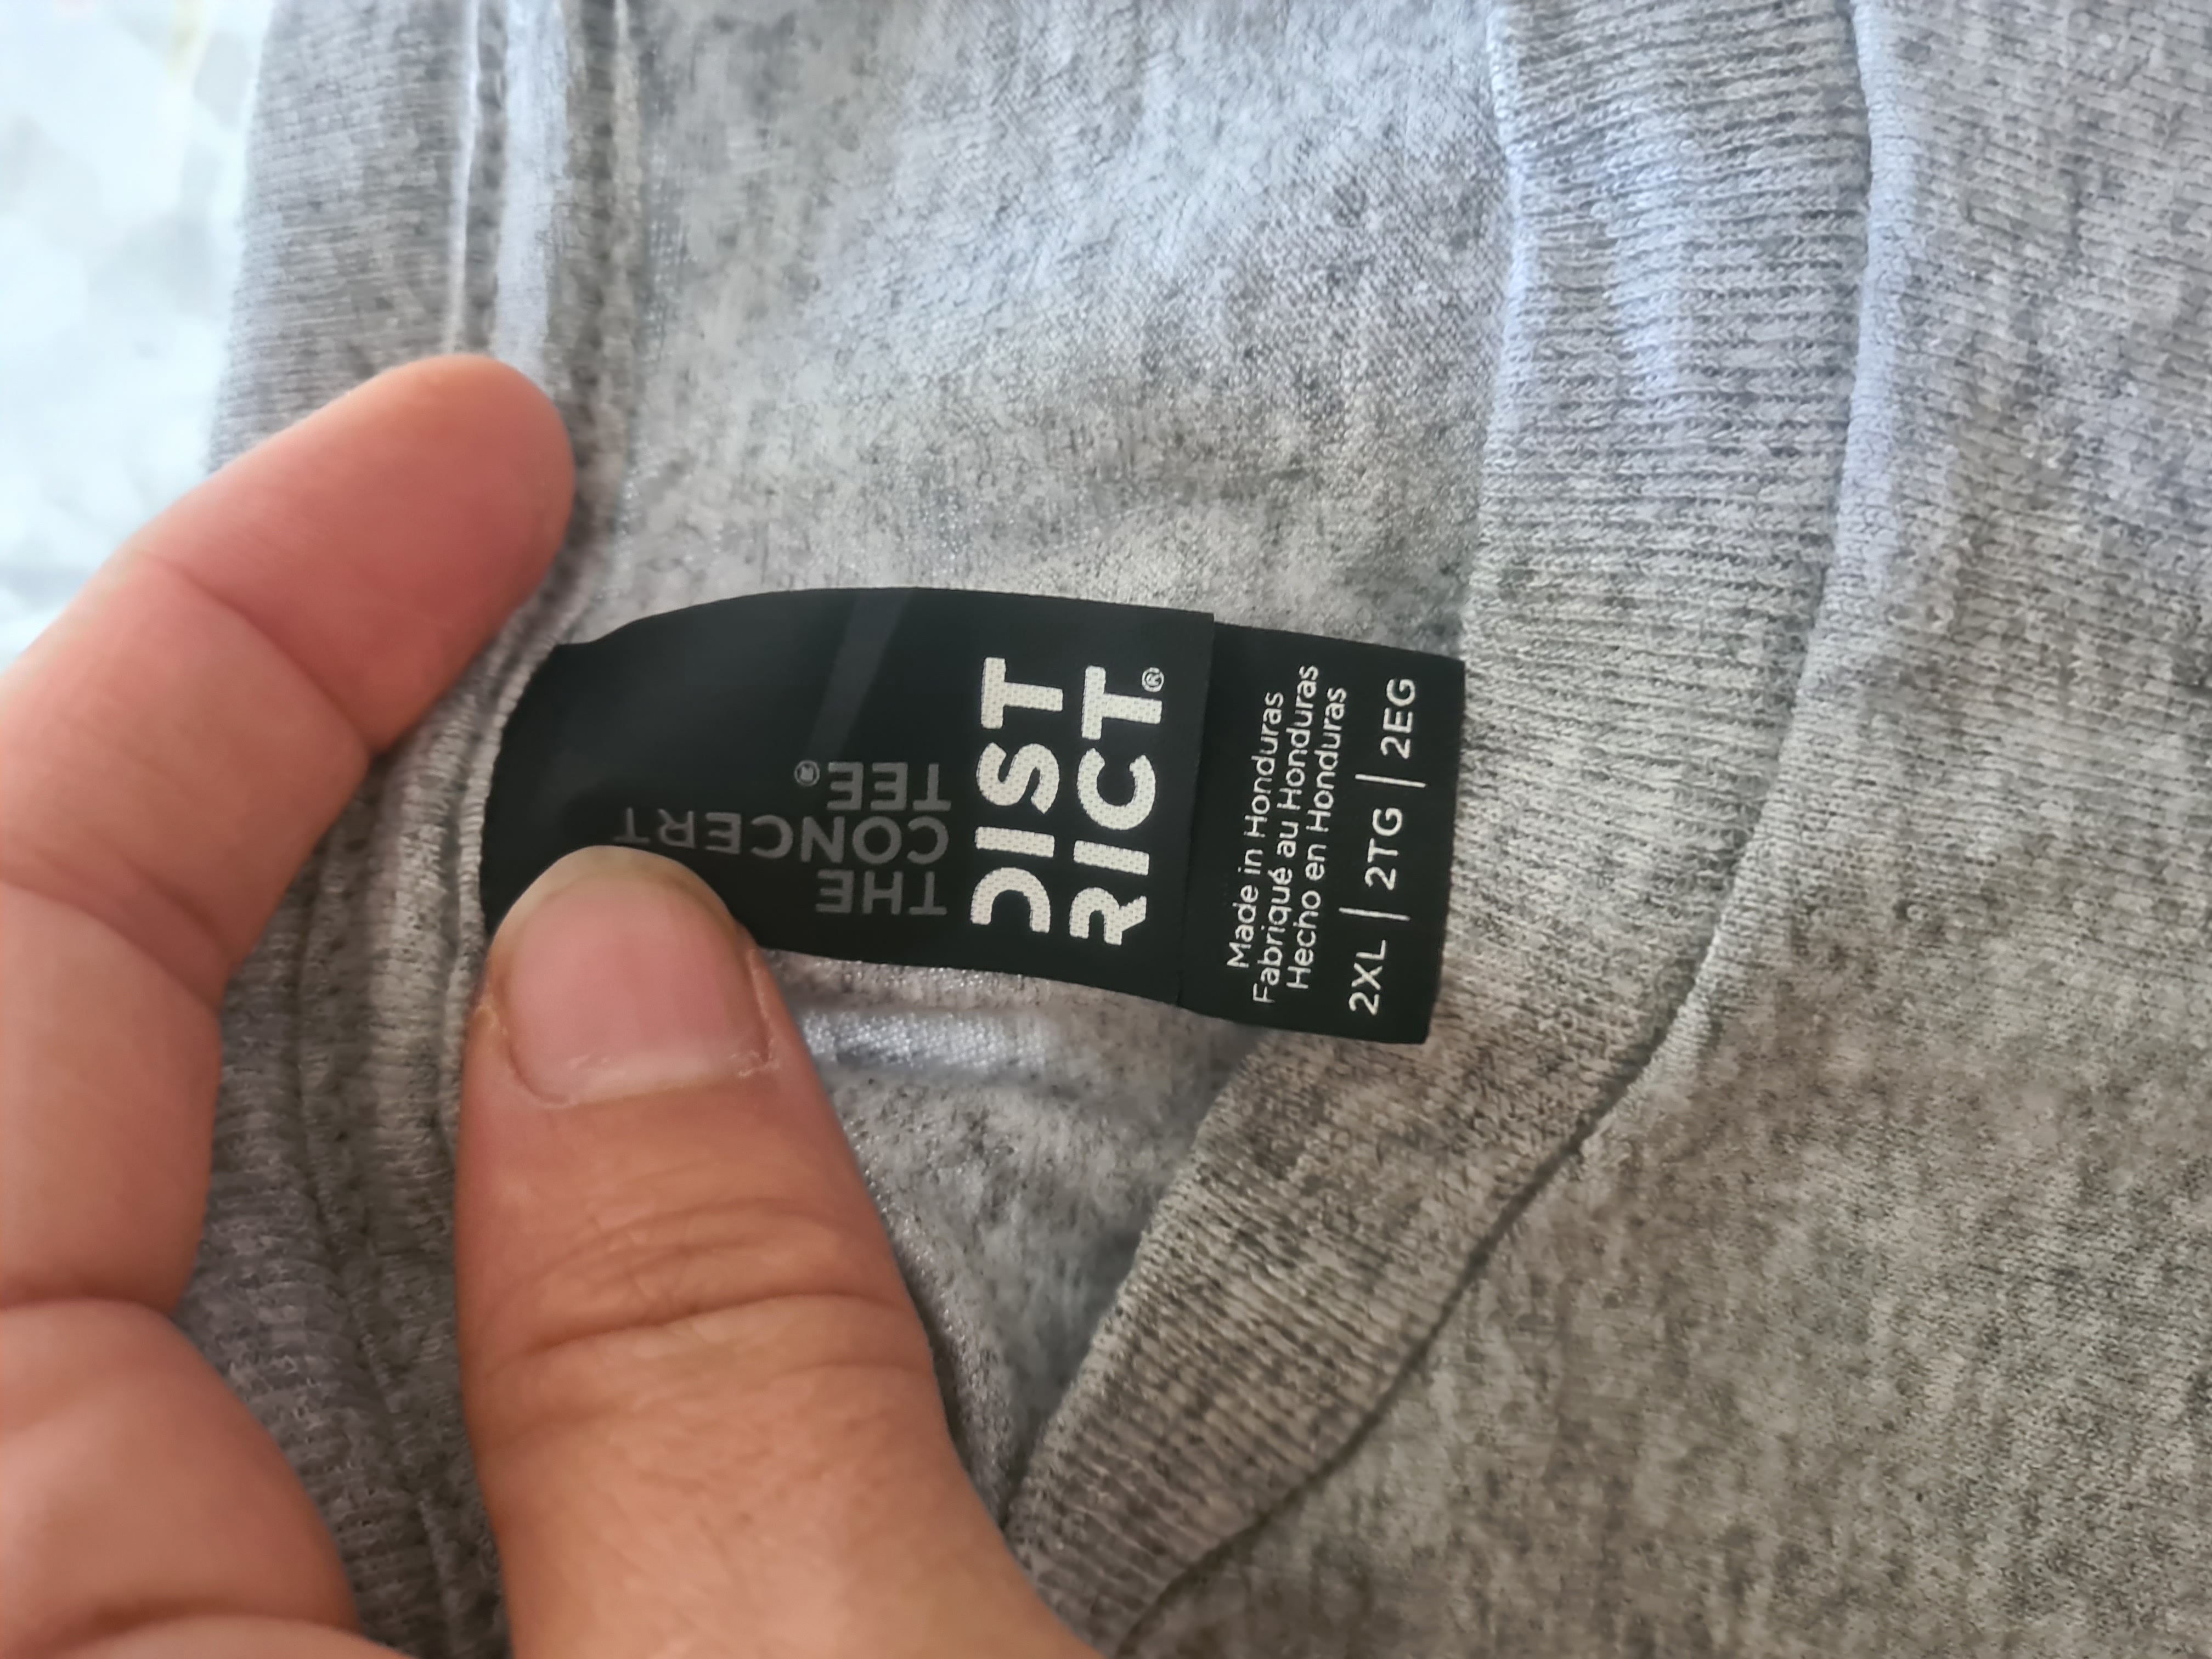 THE
CONCERT
TEE®
DIST
RICT®
Made in Honduras
Fabriqué au Honduras
Hecho en Honduras
2XL | 2TG | 2EG